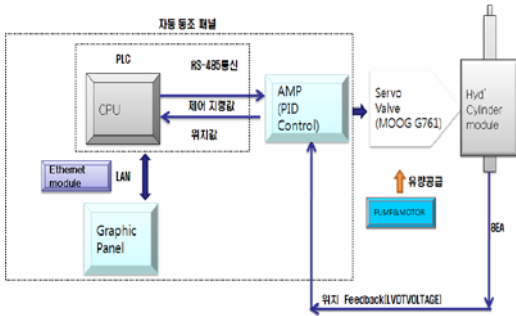 자동 동조 패널
PLC
RS-485통신
CPU
제어 지령값
위치값
AMP
(PID
Control)
Servo
Valve
(MOOG G761)
Hyd'
Cylinder
module
Ethernet
module
LAN
유량공급
PUMP&MOTOR
Graphic
Panel
8EA
위치 Feedback(LVDTVOLTAGE)